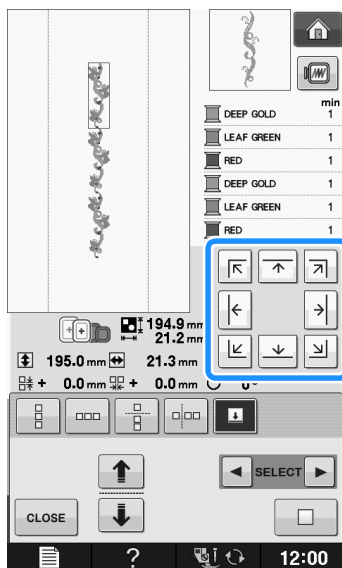 min
DEEP GOLD 1
LEAF GREEN 1
RED 1
DEEP GOLD 1
LEAF GREEN 1
RED 1
194.9 mm
21.2 mm
195.0 mm 21.3 mm
+ 0.0 mm + 0.0 mm 0°
SELECT
CLOSE
? 12:00